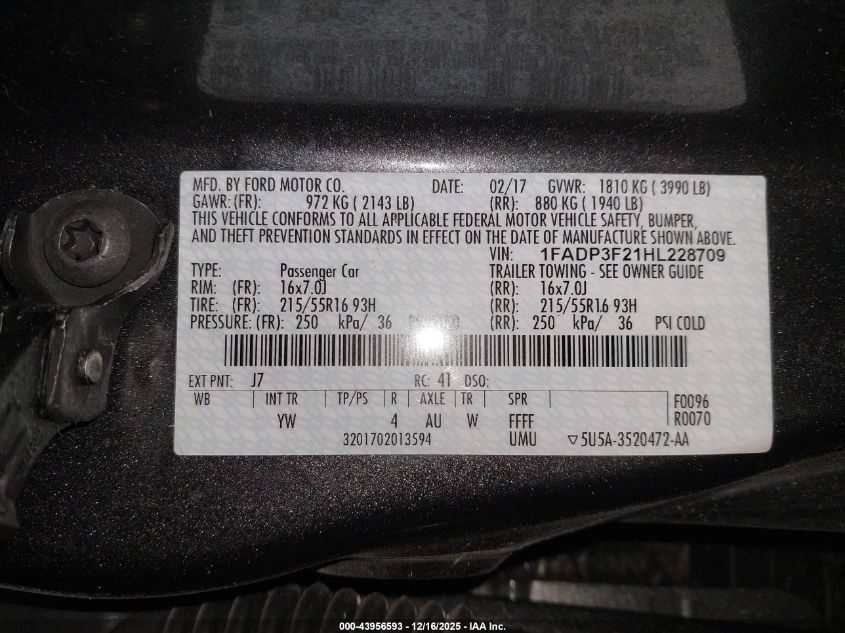 MFD. BY FORD MOTOR CO. DATE: 02/17 GVWR: 1810 KG ( 3990 LB)
GAWR: (FR): 972 KG ( 2143 LB) (RR): 880 KG ( 1940 LB)
THIS VEHICLE CONFORMS TO ALL APPLICABLE FEDERAL MOTOR VEHICLE SAFETY, BUMPER,
AND THEFT PREVENTION STANDARDS IN EFFECT ON THE DATE OF MANUFACTURE SHOWN ABOVE.
VIN: 1FADP3F21HL228709
TYPE: Passenger Car TRAILER TOWING - SEE OWNER GUIDE
RIM: (FR): 16x7.0J (RR): 16x7.0J
TIRE: (FR): 215/55R16 93H (RR): 215/55R16 93H
PRESSURE: (FR): 250 kPa/ 36 PSI COLD (RR): 250 kPa/ 36 PSI COLD
EXT PNT: J7 RC: 41 DSO:
WB INT TR TP/PS R AXLE TR SPR F0096
YW 4 AU W FFFF R0070
3201702013594 UMU ▽5U5A-3520472-AA
000-43956593 - 12/16/2025 - IAA Inc.